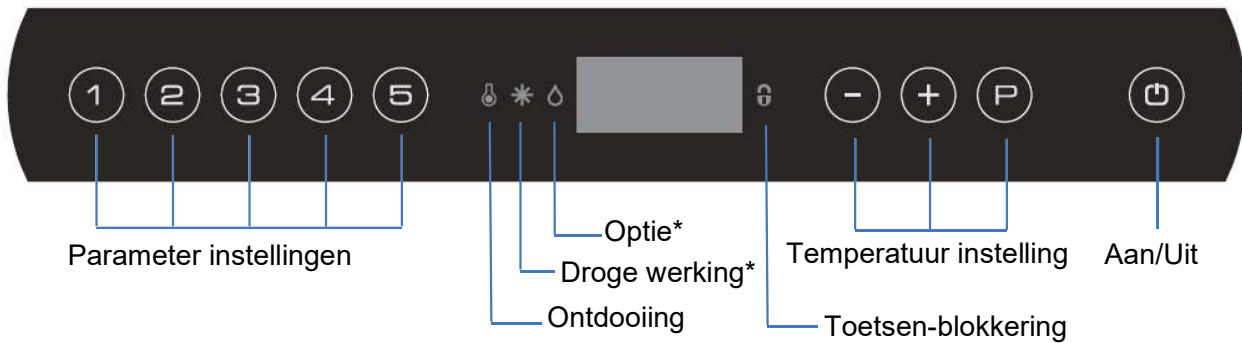 1 2 3 4 5 - + P
Optie*
Parameter instellingen
Temperatuur instelling
Aan/Uit
Droge werking*
Ontdooiing
Toetsen-blokkering